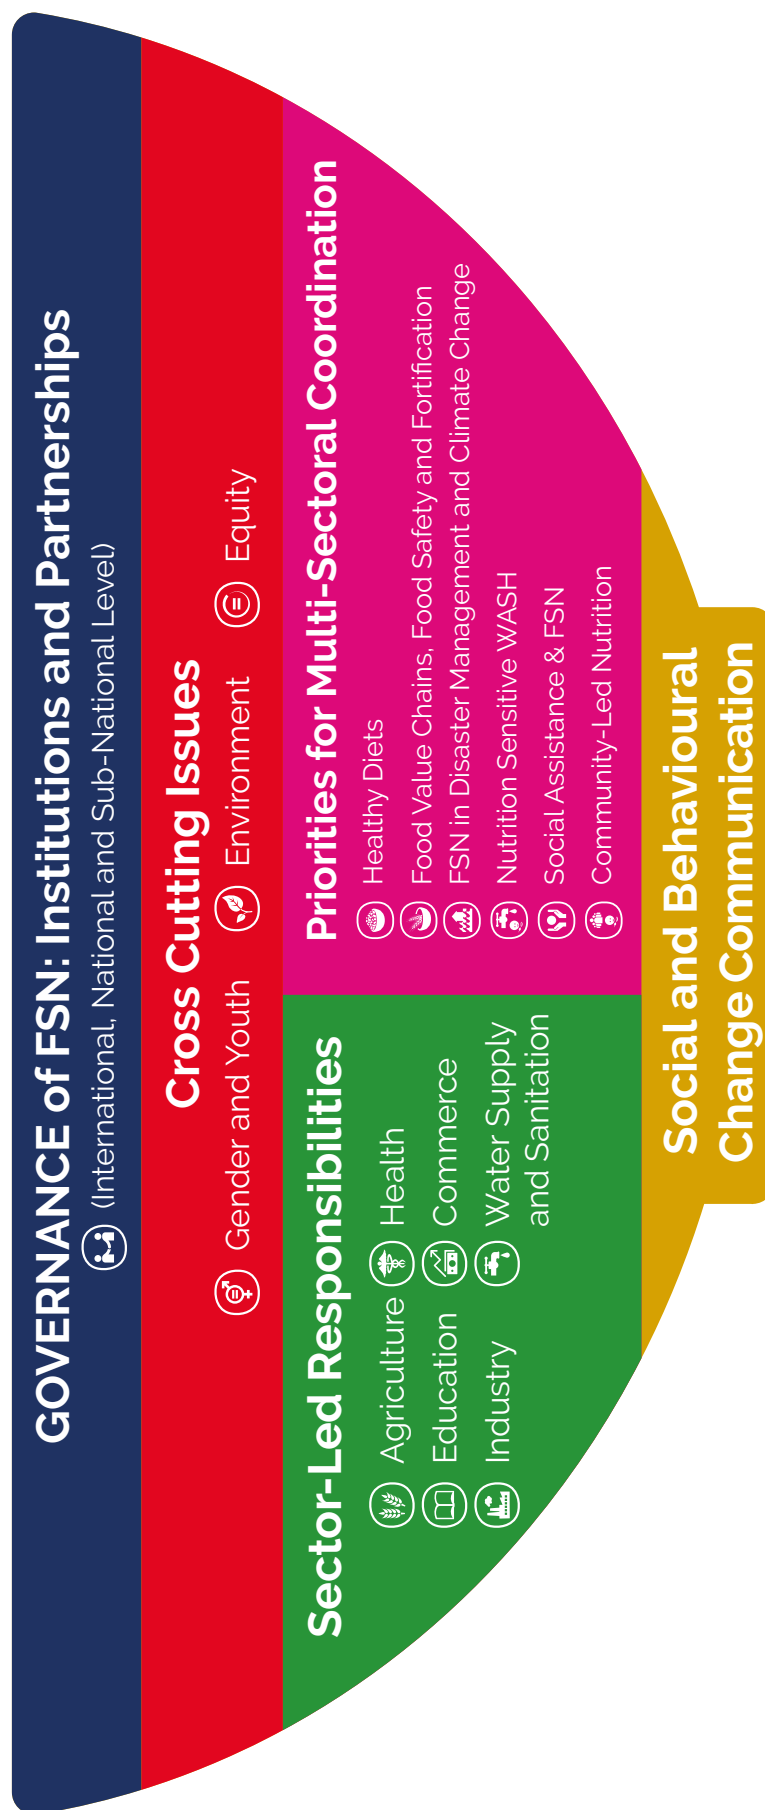 GOVERNANCE of FSN: Institutions and Partnerships
(International, National and Sub-National Level)
Cross Cutting Issues
Gender and Youth
Environment
Equity
Sector-Led Responsibilities
Agriculture
Health
Education
Commerce
Industry
Water Supply
and Sanitation
Priorities for Multi-Sectoral Coordination
Healthy Diets
Food Value Chains, Food Safety and Fortification
FSN in Disaster Management and Climate Change
Nutrition Sensitive WASH
Social Assistance & FSN
Community-Led Nutrition
Social and Behavioural
Change Communication